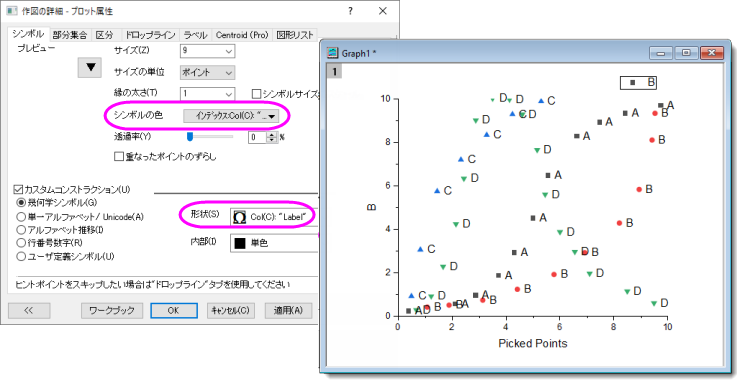 作図の詳細 - プロット属性
? ×
シンボル 部分集合 区分 ドロップライン ラベル Centroid (Pro) 図形リスト
プレビュー
サイズ(Z) 9
サイズの単位 ポイント
縁の太さ(T) 1 シンボルサイズ
シンボルの色 インデックス:Col(C): "...
透過率(Y) 0 %
重なったポイントのずらし
カスタムコンストラクション(U)
幾何学シンボル(G)
単一アルファベット/ Unicode(A)
アルファベット推移(I)
行番号数字(R)
ユーザ定義シンボル(U)
形状(S) Ω Col(C): "Label"
内部(I) 単色
ヒントポイントをスキップしたい場合は"ドロップライン"タブを使用してください
<< ワークブック OK キャンセル(C) 適用(A)
Graph1 *
1
B
10
8
6
4
2
0
B
0 2 4 6 8 10
Picked Points
D D C
D C D
C
C
D
C
D
C
D
C
D
C D
A D B B A A B
A
A
A
A
A
A
A
A
B
D
D
D B
D
D
D
B
B
B
B
B
B
B